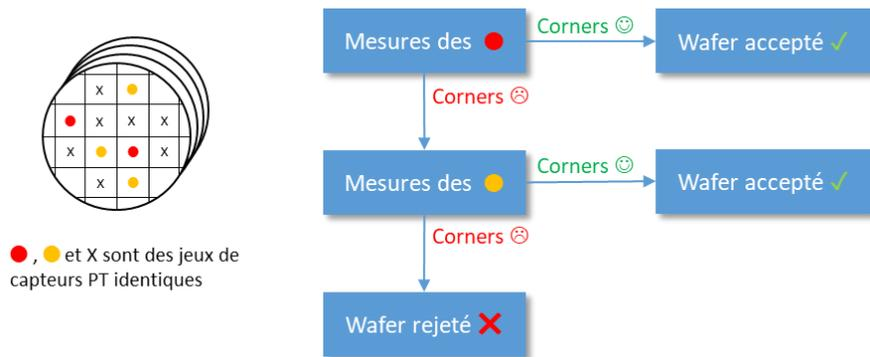 x
x x x
x x
x
, et X sont des jeux de
capteurs PT identiques
Mesures des
Corners ☺
Wafer accepté ✓
Corners ☹
Mesures des
Corners ☺
Wafer accepté ✓
Corners ☹
Wafer rejeté ✕